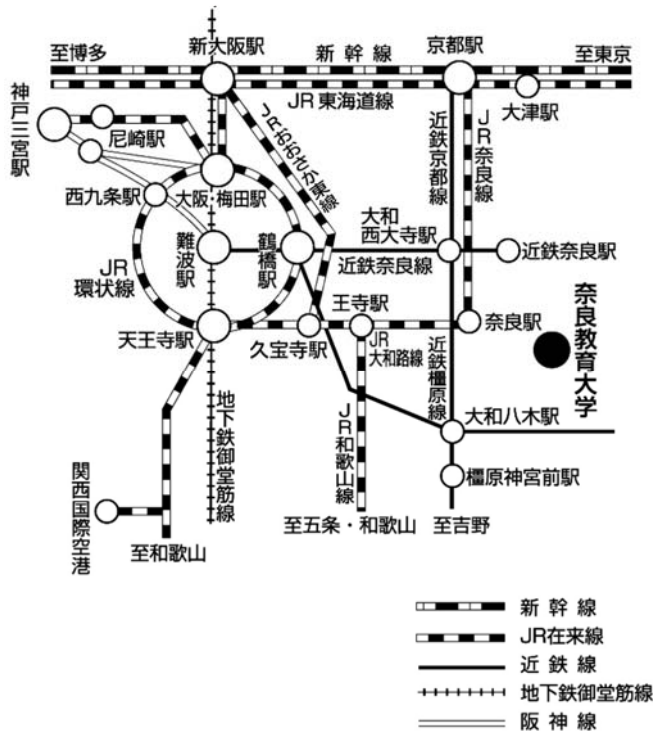 新大阪駅
新幹線
京都駅
至博多
至東京
神戸三宮駅
JR東海道線
大津駅
尼崎駅
JRおおさか東線
近鉄京都線
JR奈良線
西九条駅
大阪・梅田駅
大和
西大寺駅
難波駅
鶴橋駅
近鉄奈良線
近鉄奈良駅
JR
環状線
王寺駅
奈良駅
奈良教育大学
天王寺駅
久宝寺駅
JR
大和路線
近鉄橿原線
地下鉄御堂筋線
JR和歌山線
大和八木駅
関西国際空港
橿原神宮前駅
至和歌山
至五条・和歌山
至吉野
新幹線
JR在来線
近鉄線
地下鉄御堂筋線
阪神線